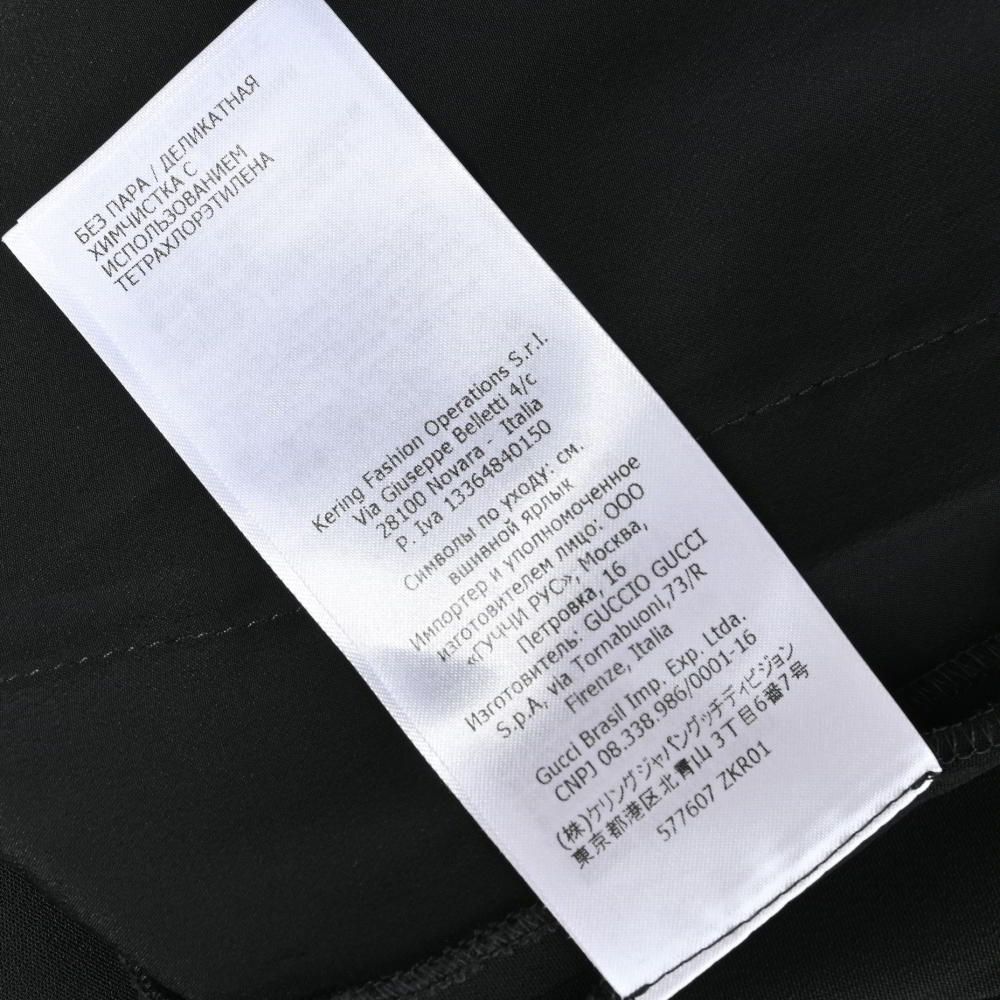 БЕЗ ПАРА / ДЕЛИКАТНАЯ
ХИМЧИСТКА С
ИСПОЛЬЗОВАНИЕМ
ТЕТРАХЛОРЭТИЛЕНА
Kering Fashion Operations S.r.l.
Via Giuseppe Belletti 4/c
28100 Novara - Italia
P. Iva 13364840150
Символы по уходу: см.
вшивной ярлык
Импортер и уполномоченное
изготовителем лицо: ООО
«ГУЧЧИ РУС», Москва,
Петровка, 16
Изготовитель: GUCCIO GUCCI
S.p.A, via Tornabuoni,73/R
Firenze, Italia
Gucci Brasil Imp. Exp. Ltda.
CNPJ 08.338.986/0001-16
(株)ケリングジャパングッチディビジョン
東京都港区北青山3丁目6番7号
577607 ZKR01